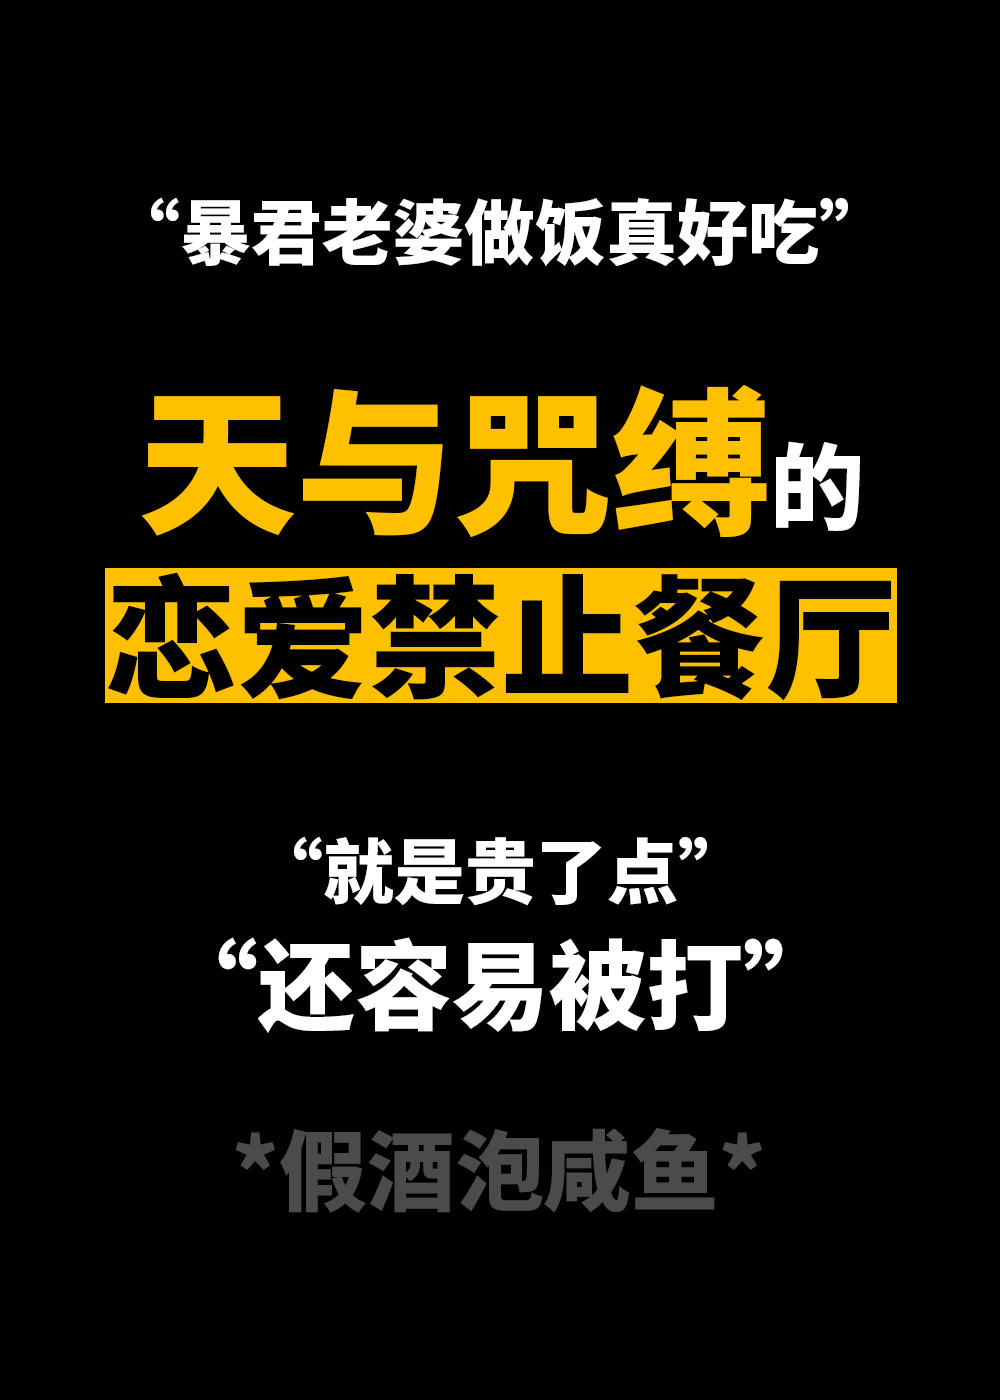 “暴君老婆做饭真好吃”
天与咒缚的
恋爱禁止餐厅
“就是贵了点”
“还容易被打”
*假酒泡咸鱼*